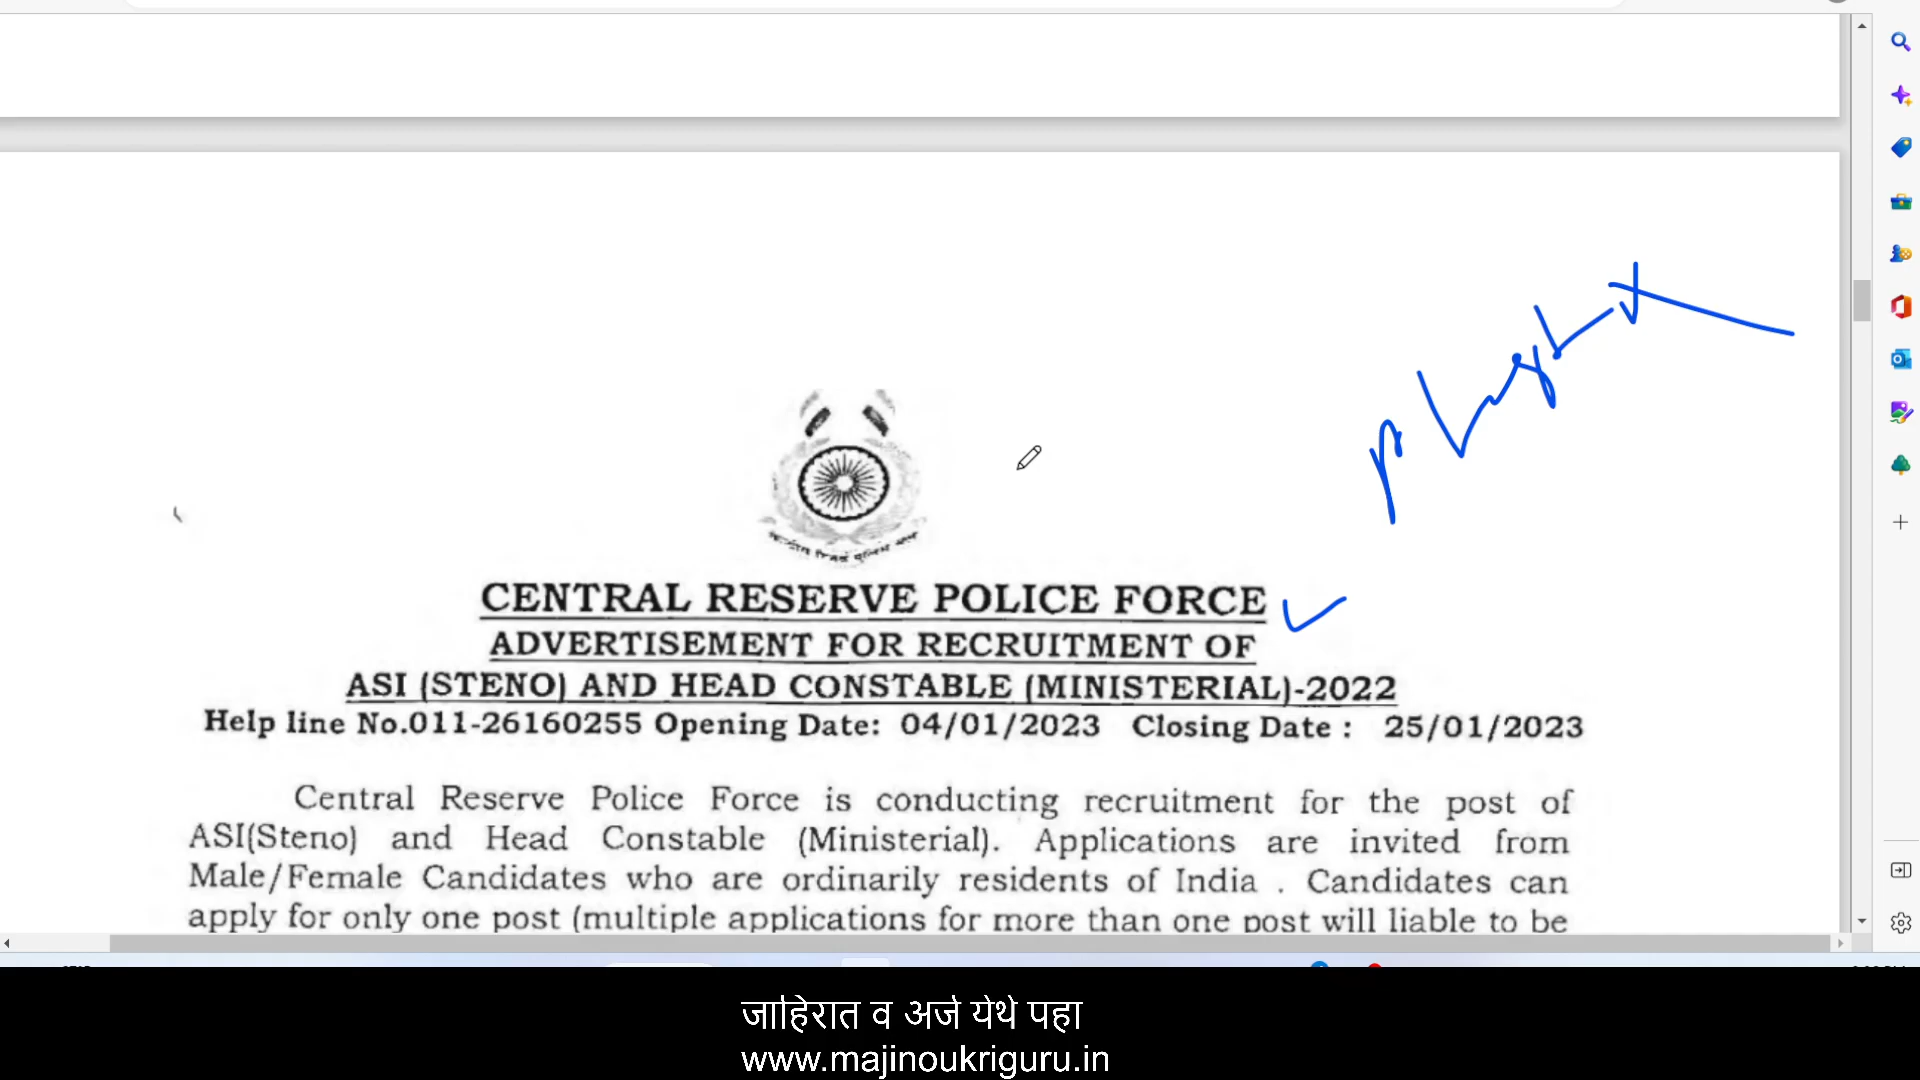 CENTRAL RESERVE POLICE FORCE
ADVERTISEMENT FOR RECRUITMENT OF
ASI (STENO) AND HEAD CONSTABLE (MINISTERIAL)-2022
Help line No.011-26160255 Opening Date: 04/01/2023 Closing Date : 25/01/2023
Central Reserve Police Force is conducting recruitment for the post of
ASI(Steno) and Head Constable (Ministerial). Applications are invited from
Male/Female Candidates who are ordinarily residents of India . Candidates can
apply for only one post (multiple applications for more than one post will liable to be
जाहिरात व अर्ज येथे पहा
www.majinoukriguru.in